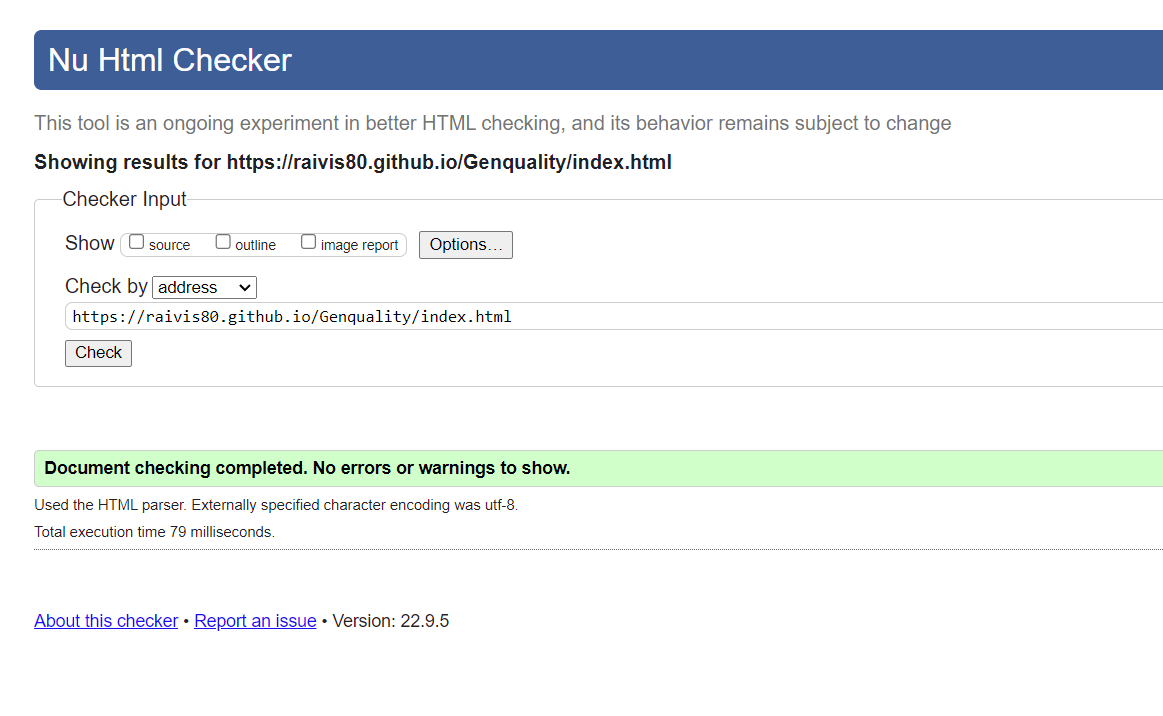 Nu Html Checker
This tool is an ongoing experiment in better HTML checking, and its behavior remains subject to change
Showing results for https://raivis80.github.io/Genquality/index.html
Checker Input
Show source outline image report Options…
Check by address
https://raivis80.github.io/Genquality/index.html
Check
Document checking completed. No errors or warnings to show.
Used the HTML parser. Externally specified character encoding was utf-8.
Total execution time 79 milliseconds.
About this checker • Report an issue • Version: 22.9.5